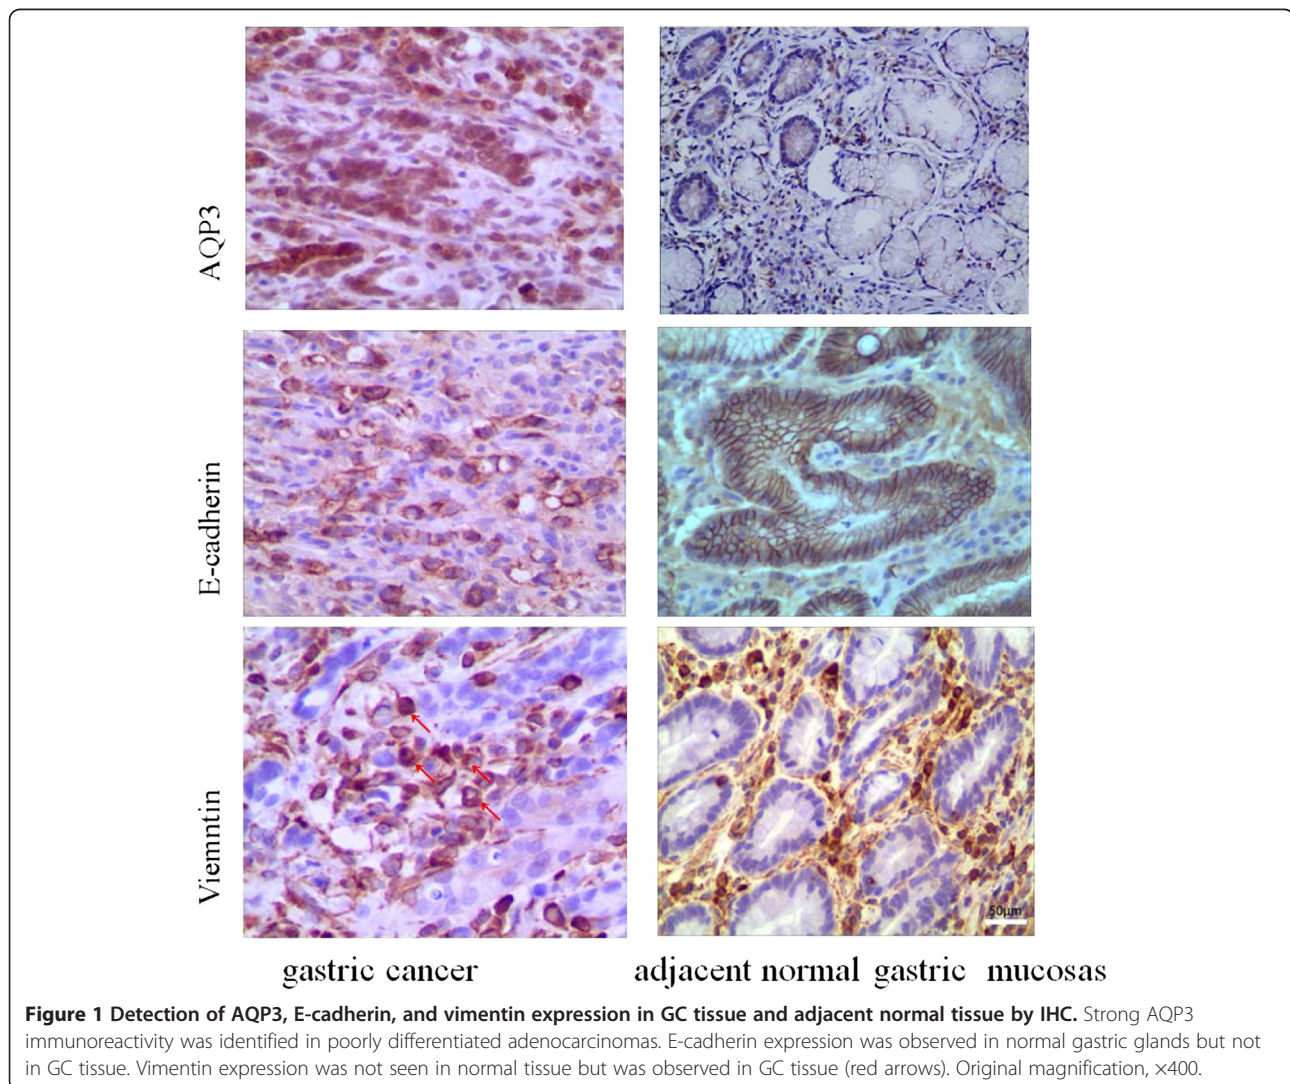 AQP3
E-cadherin
Viemntin
50μm
gastric cancer
adjacent normal gastric mucosas
Figure 1 Detection of AQP3, E-cadherin, and vimentin expression in GC tissue and adjacent normal tissue by IHC. Strong AQP3
immunoreactivity was identified in poorly differentiated adenocarcinomas. E-cadherin expression was observed in normal gastric glands but not
in GC tissue. Vimentin expression was not seen in normal tissue but was observed in GC tissue (red arrows). Original magnification, ×400.